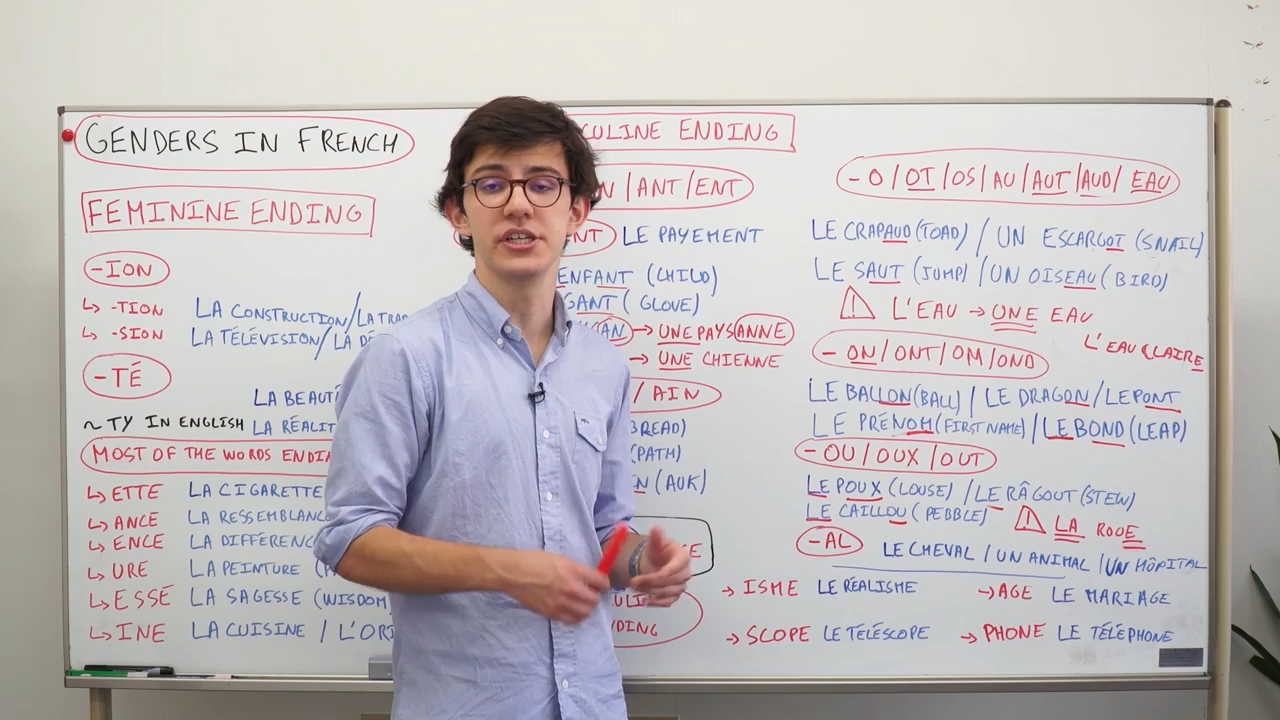 GENDERS IN FRENCH
FEMININE ENDING
-ION
↳ -TION LA CONSTRUCTION/LA TRAD
↳ -SION LA TÉLÉVISION/LA DÉ
-TÉ
LA BEAUTÉ
~TY IN ENGLISH LA RÉALIT
MOST OF THE WORDS ENDIN
↳ ETTE LA CIGARETTE
↳ ANCE LA RESSEMBLANC
↳ ENCE LA DIFFÉRENC
↳ URE LA PEINTURE
↳ ESSE LA SAGESSE (WISDOM
↳ INE LA CUISINE / L'OR
CULINE ENDING
N/ANT/ENT
NT LE PAYEMENT
ENFANT (CHILD)
GANT (GLOVE)
AN → UNE PAYSANNE
→ UNE CHIENNE
/AIN
BREAD)
(PATH)
EN (AUK)
ULI
DING
→ ISME LE RÉALISME
→ AGE LE MARIAGE
→ SCOPE LE TÉLÉSCOPE
→ PHONE LE TÉLÉPHONE
-O/OT/OS/AU/AUT/AUD/EAU
LE CRAPAUD (TOAD) / UN ESCARGOT (SNAIL)
LE SAUT (JUMP) / UN OISEAU (BIRD)
⚠ L'EAU → UNE EAU
L'EAU CLAIRE
-ON/ONT/OM/OND
LE BALLON (BALL) / LE DRAGON / LE PONT
LE PRÉNOM (FIRST NAME) / LE BOND (LEAP)
-OU/OUX/OUT
LE POUX (LOUSE) / LE RÂGOUT (STEW)
LE CAILLOU (PEBBLE) ⚠ LA ROUE
-AL LE CHEVAL / UN ANIMAL / UN HÔPITAL